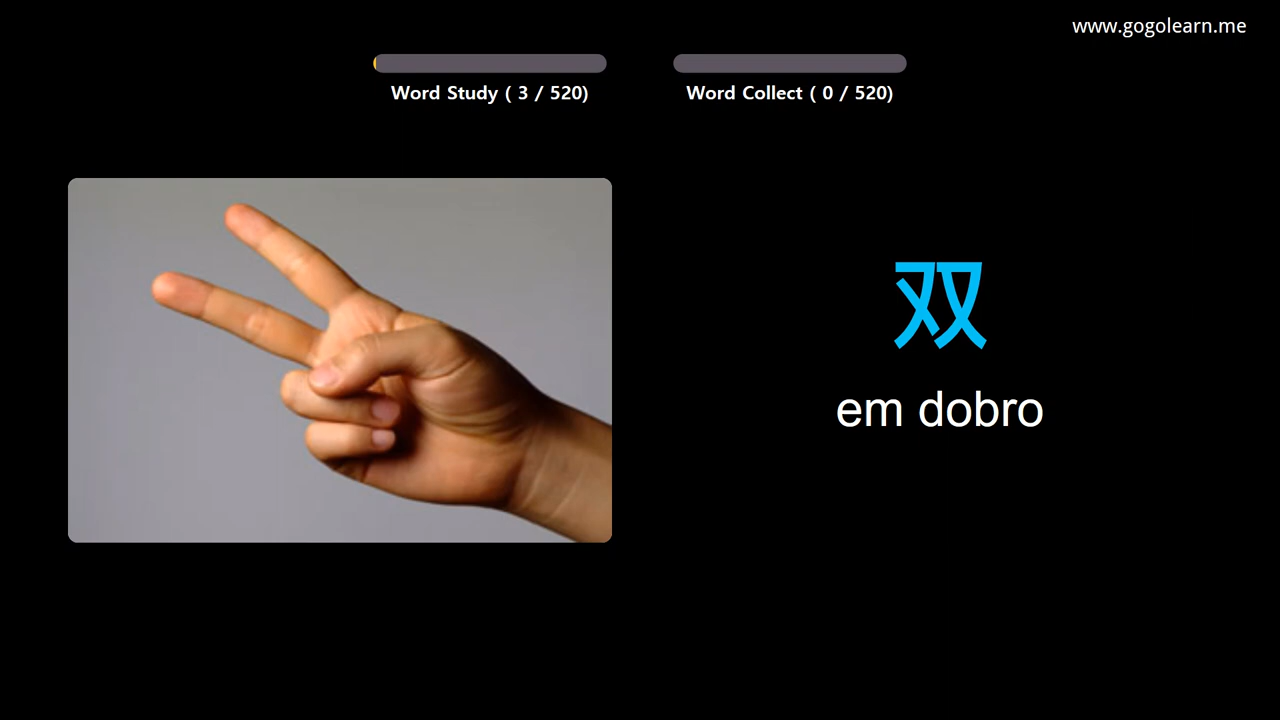 www.gogolearn.me
Word Study ( 3 / 520)
Word Collect ( 0 / 520)
双
em dobro